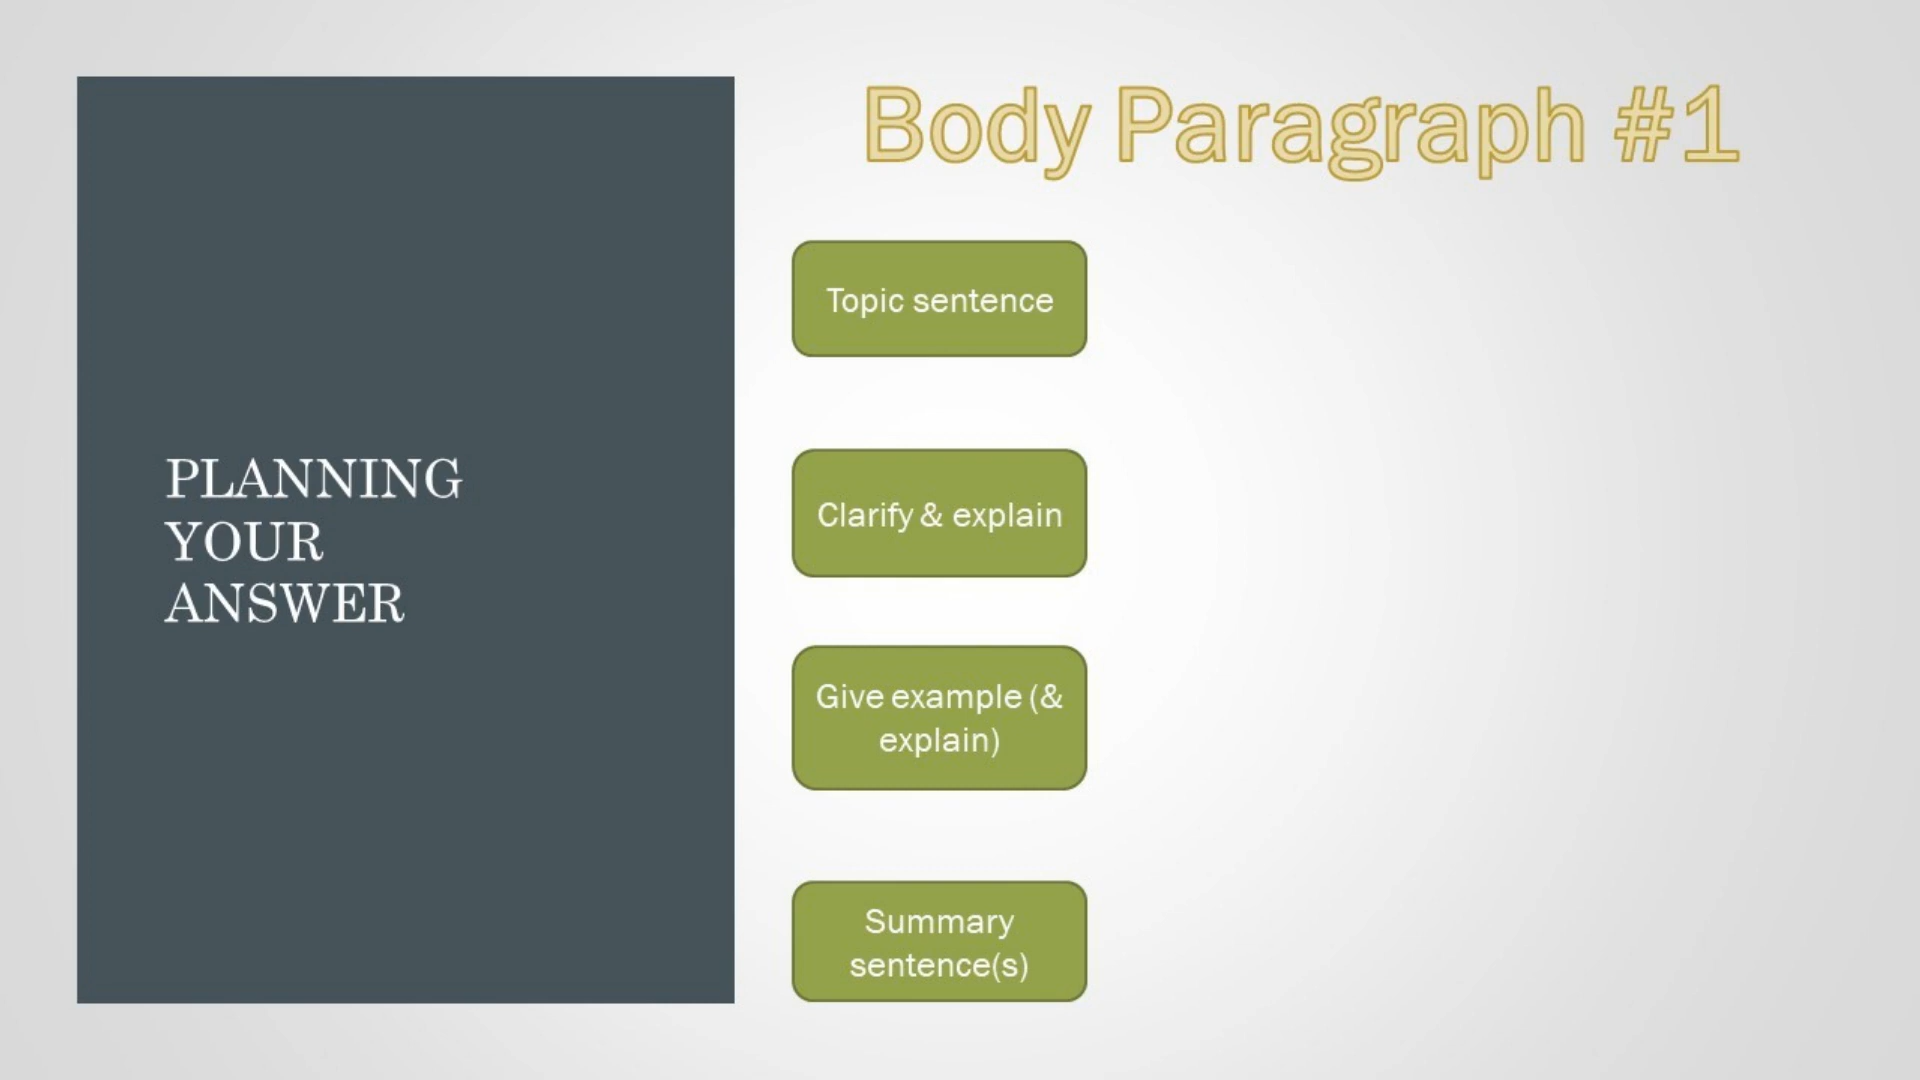 PLANNING
YOUR
ANSWER
Body Paragraph #1
Topic sentence
Clarify & explain
Give example (&
explain)
Summary
sentence(s)